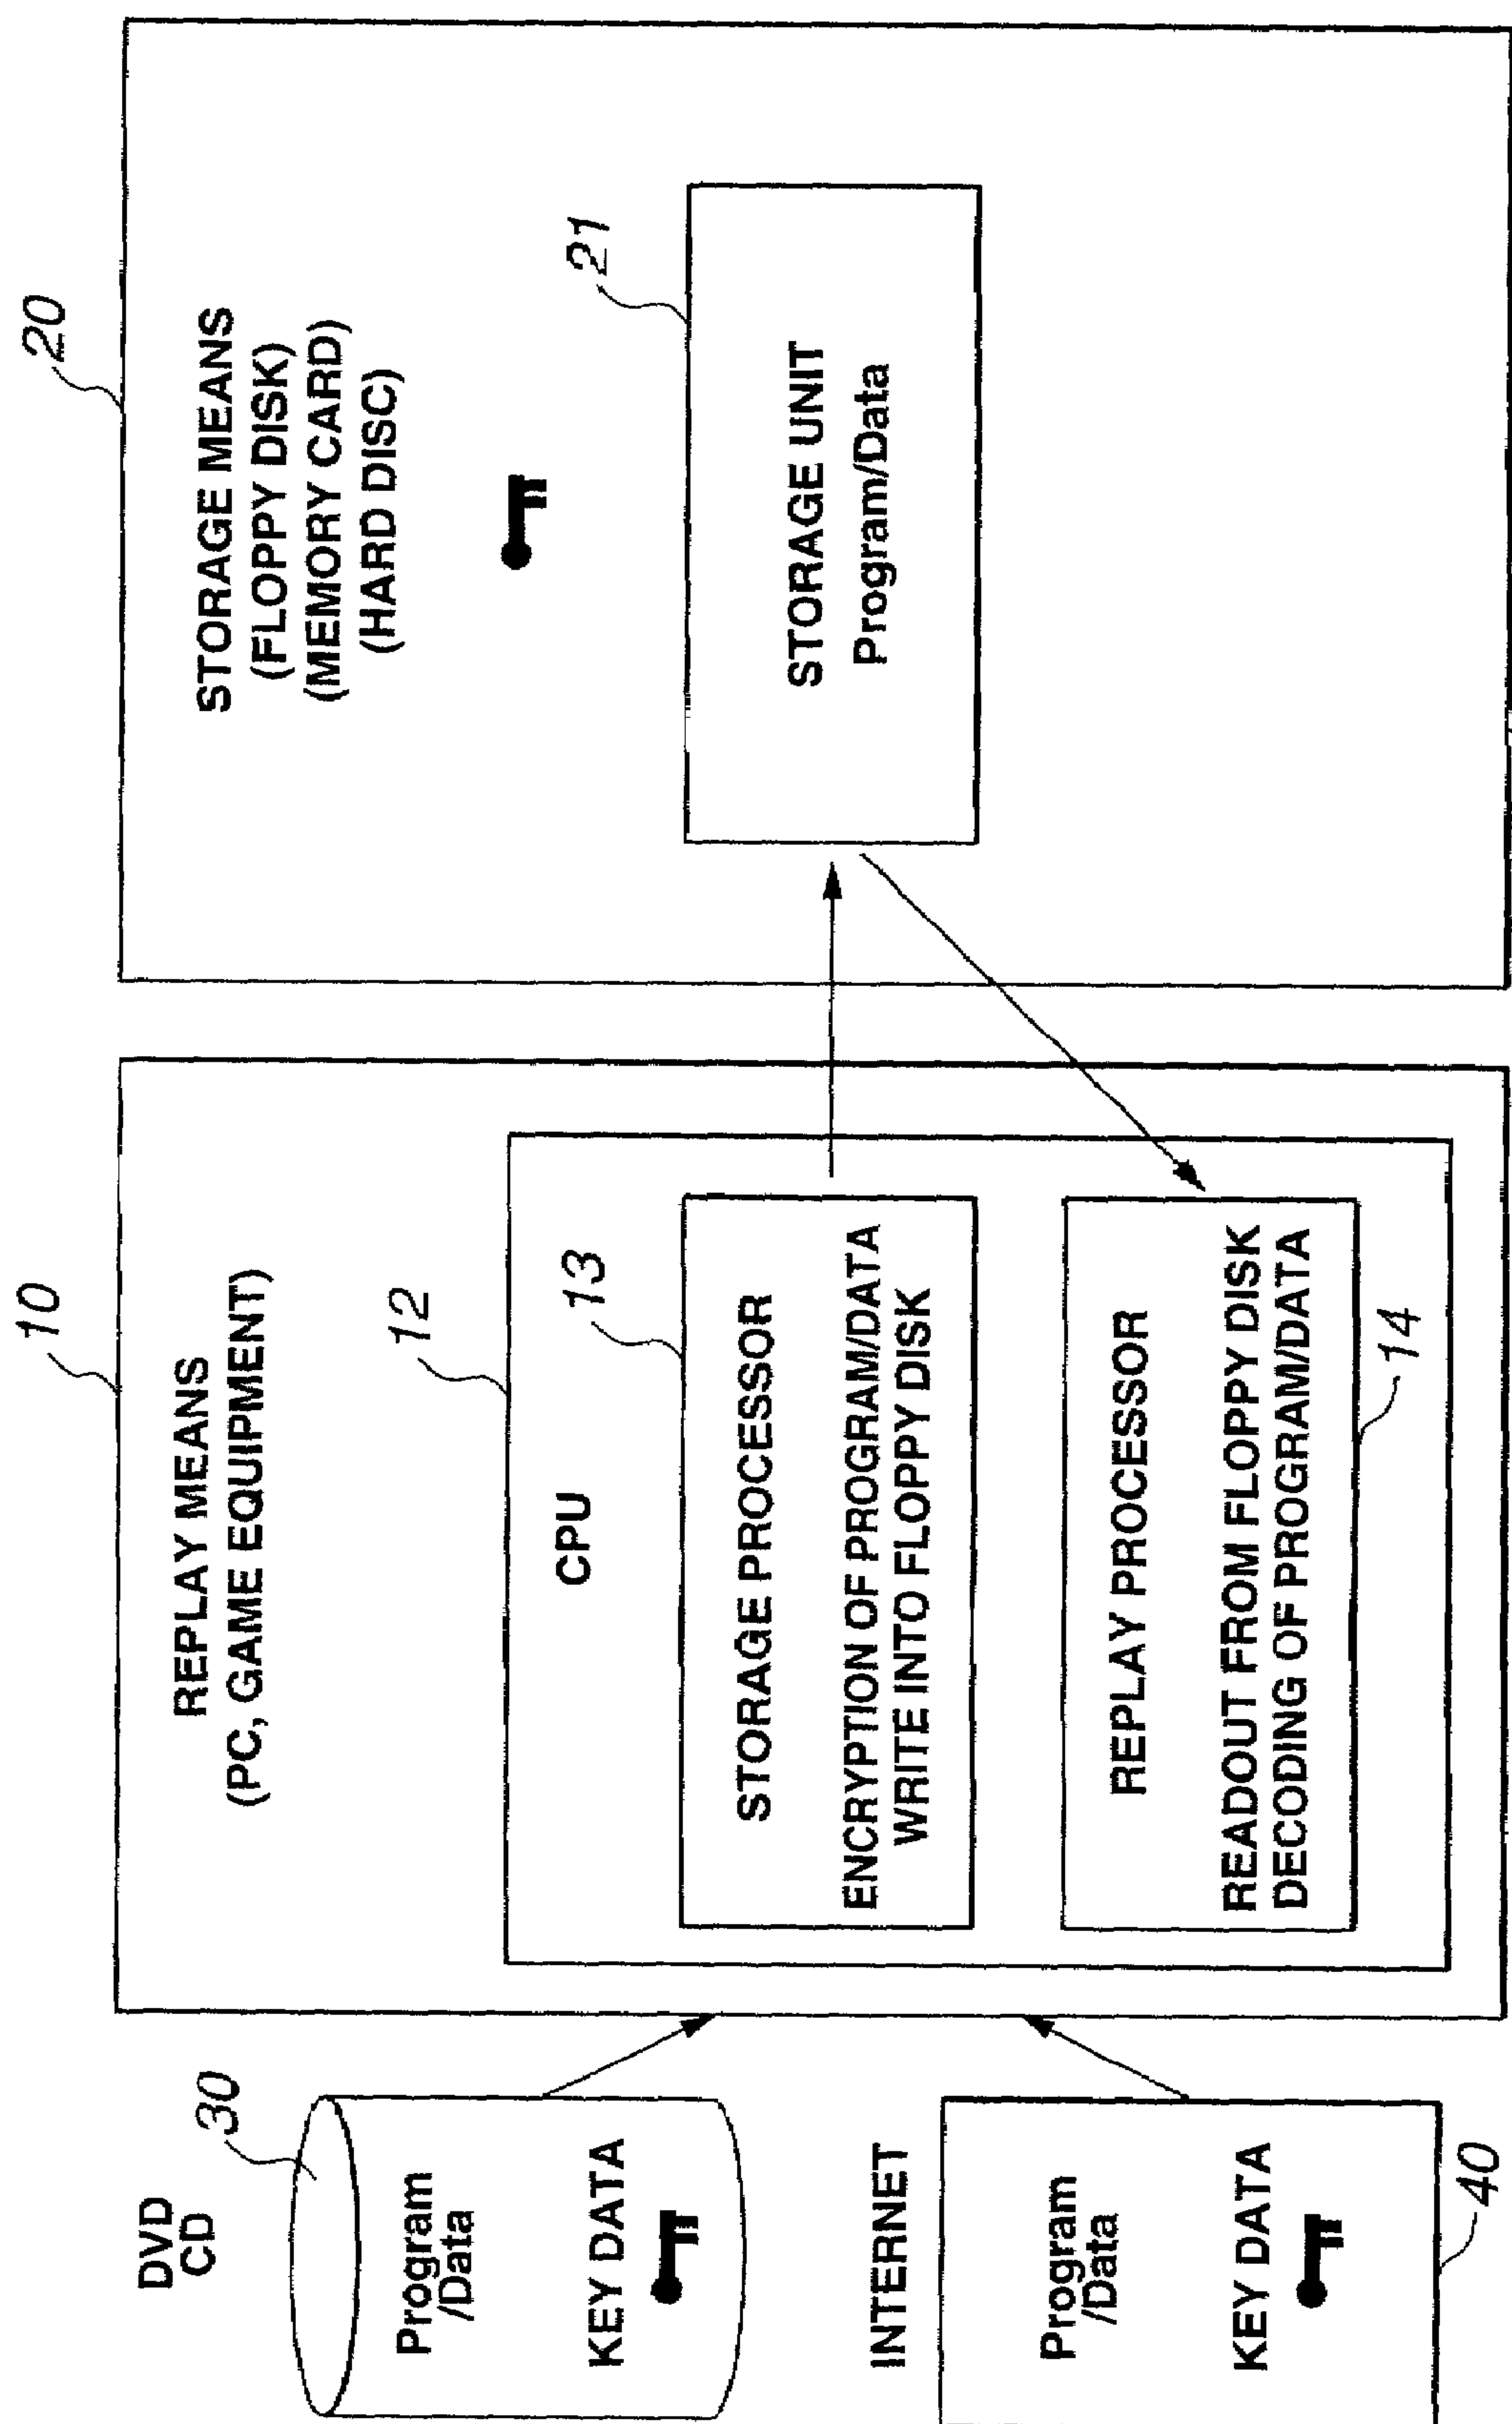 DVD
CD
30
Program
/Data
KEY DATA
INTERNET
Program
/Data
KEY DATA
40
10
REPLAY MEANS
(PC, GAME EQUIPMENT)
12
CPU
13
STORAGE PROCESSOR
ENCRYPTION OF PROGRAM/DATA
WRITE INTO FLOPPY DISK
REPLAY PROCESSOR
READOUT FROM FLOPPY DISK
DECODING OF PROGRAM/DATA
14
20
STORAGE MEANS
(FLOPPY DISK)
(MEMORY CARD)
(HARD DISC)
21
STORAGE UNIT
Program/Data